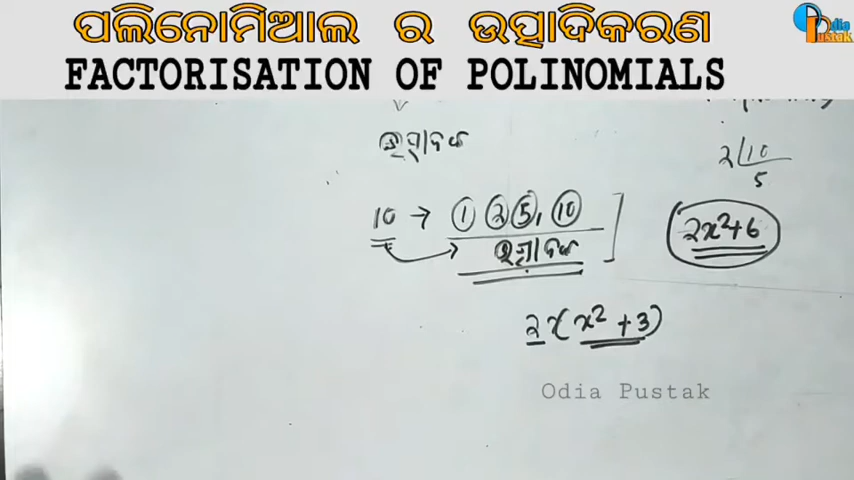 ପଲିନୋମିଆଲ ର ଉତ୍ପାଦିକରଣ
Odia Pustak
FACTORISATION OF POLINOMIALS
ଉତ୍ପାଦକ
2 10
5
10 → 1 2 5, 10
ଉତ୍ପାଦକ
2x²+6
2 x(x² + 3)
Odia Pustak